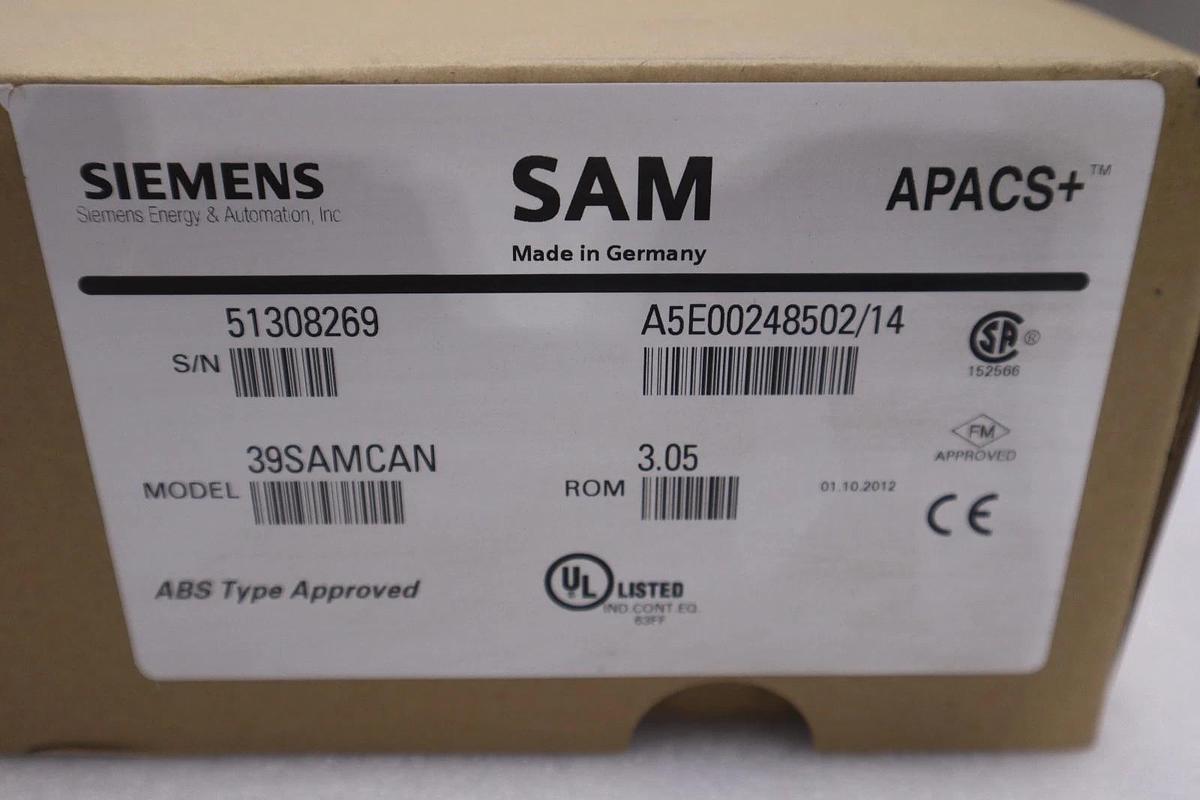 SIEMENS
Siemens Energy & Automation, Inc
SAM
Made in Germany
APACS+™
51308269
S/N
A5E00248502/14
SA ®
152566
39SAMCAN
MODEL
3.05
ROM
01.10.2012
FM
APPROVED
CE
ABS Type Approved
UL LISTED
IND.CONT.EQ.
63FF